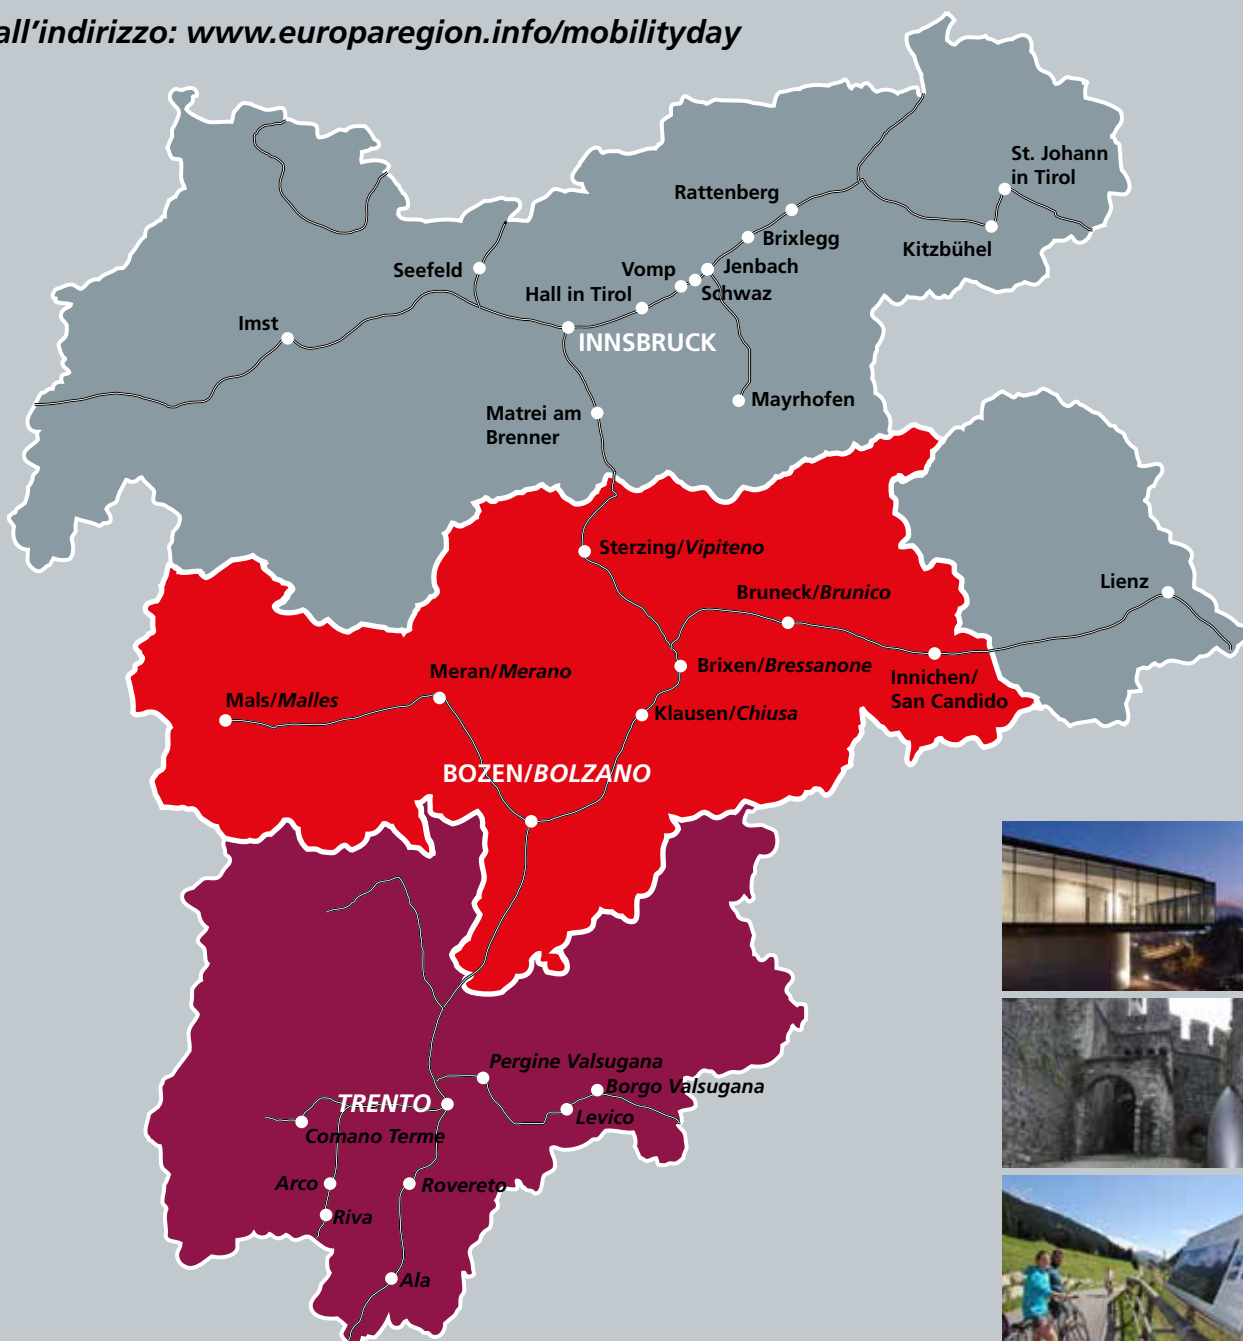 all’indirizzo: www.europaregion.info/mobilityday
St. Johann
in Tirol
Rattenberg
Brixlegg
Kitzbühel
Seefeld
Vomp
Jenbach
Hall in Tirol
Schwaz
Imst
INNSBRUCK
Mayrhofen
Matrei am
Brenner
Sterzing/Vipiteno
Lienz
Bruneck/Brunico
Brixen/Bressanone
Meran/Merano
Innichen/
San Candido
Mals/Malles
Klausen/Chiusa
BOZEN/BOLZANO
Pergine Valsugana
Borgo Valsugana
TRENTO
Levico
Comano Terme
Arco
Rovereto
Riva
Ala